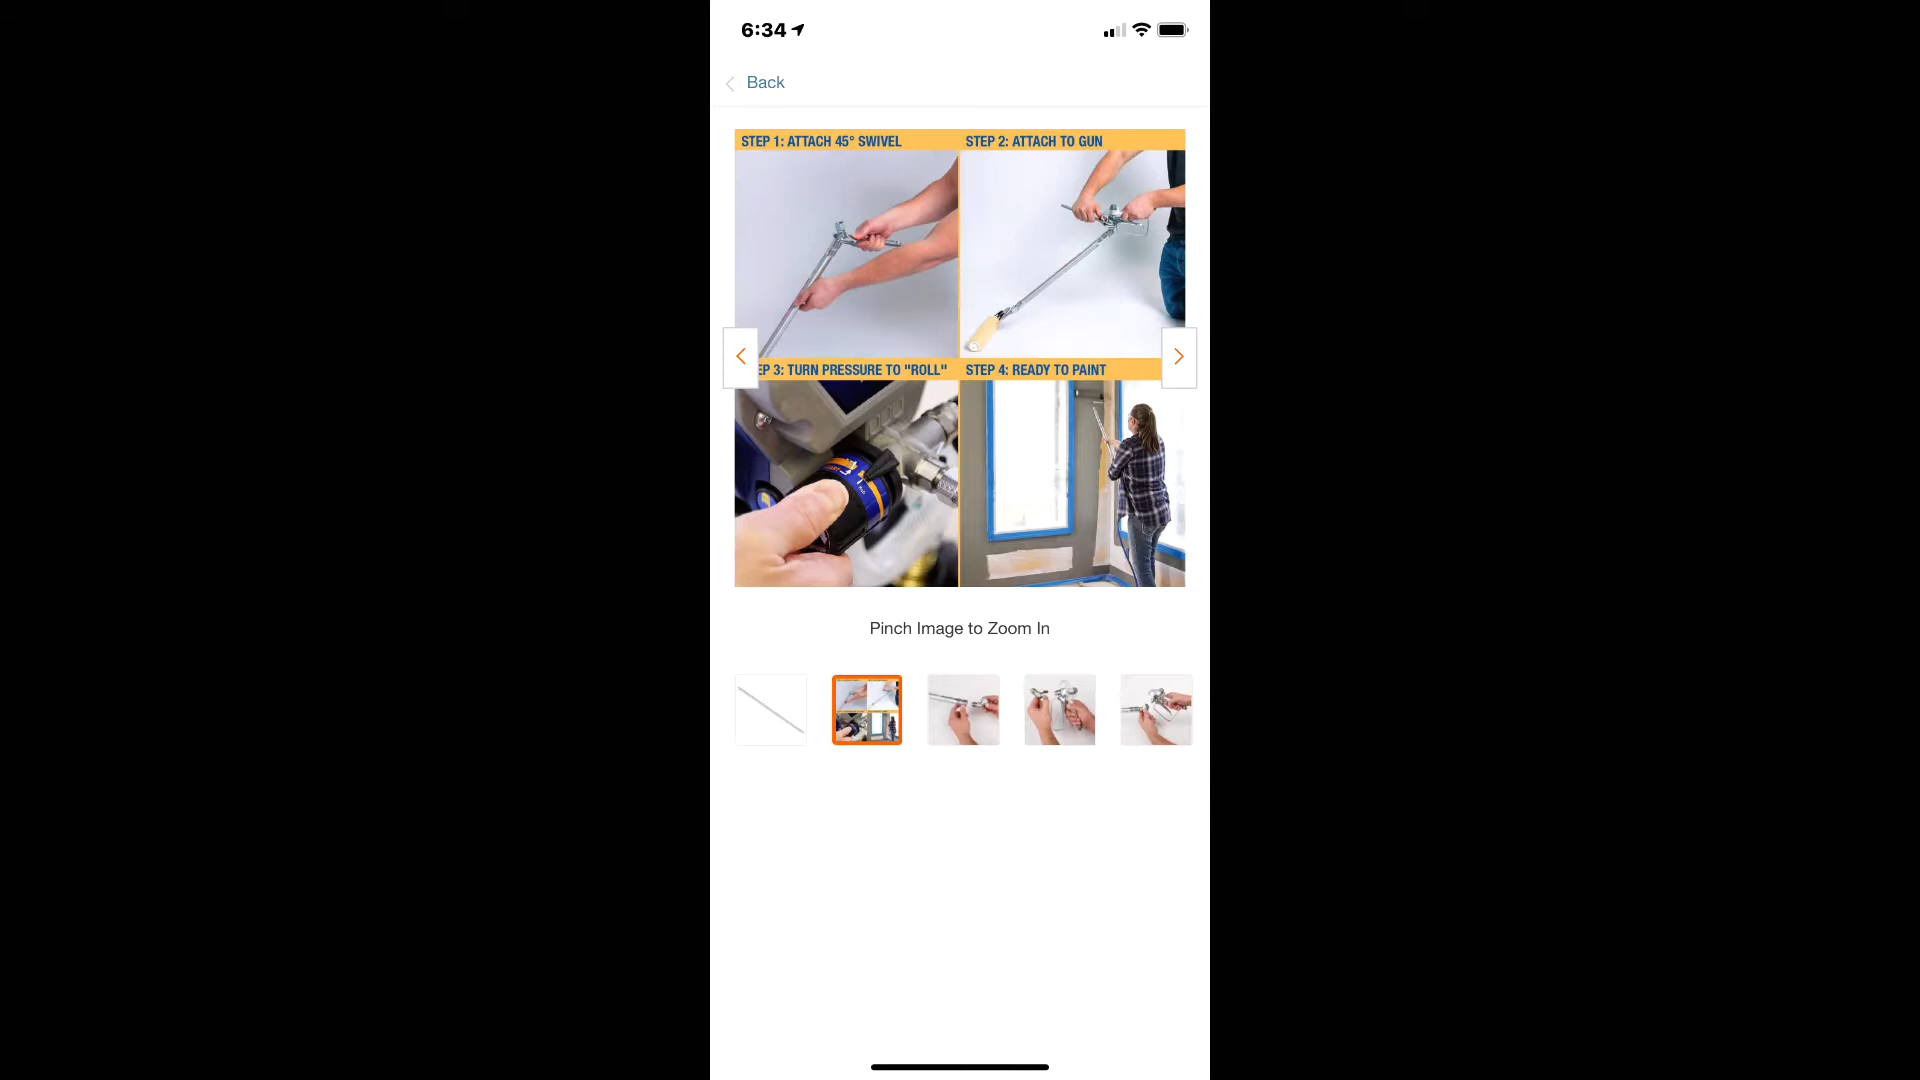 6:34
Back
STEP 1: ATTACH 45° SWIVEL
STEP 2: ATTACH TO GUN
EP 3: TURN PRESSURE TO "ROLL"
STEP 4: READY TO PAINT
Pinch Image to Zoom In